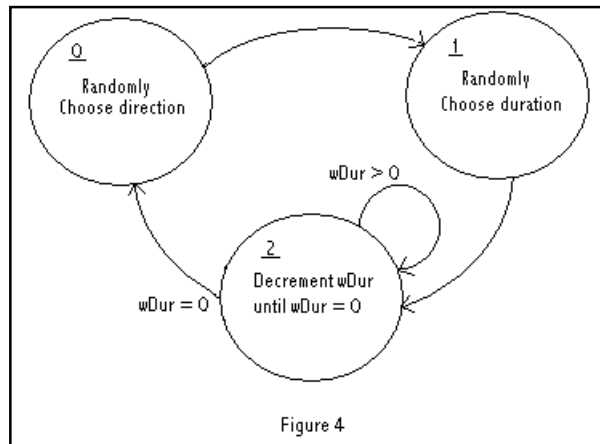 0
Randomly
Choose direction
1
Randomly
Choose duration
wDur > 0
2
Decrement wDur
until wDur = 0
wDur = 0
Figure 4